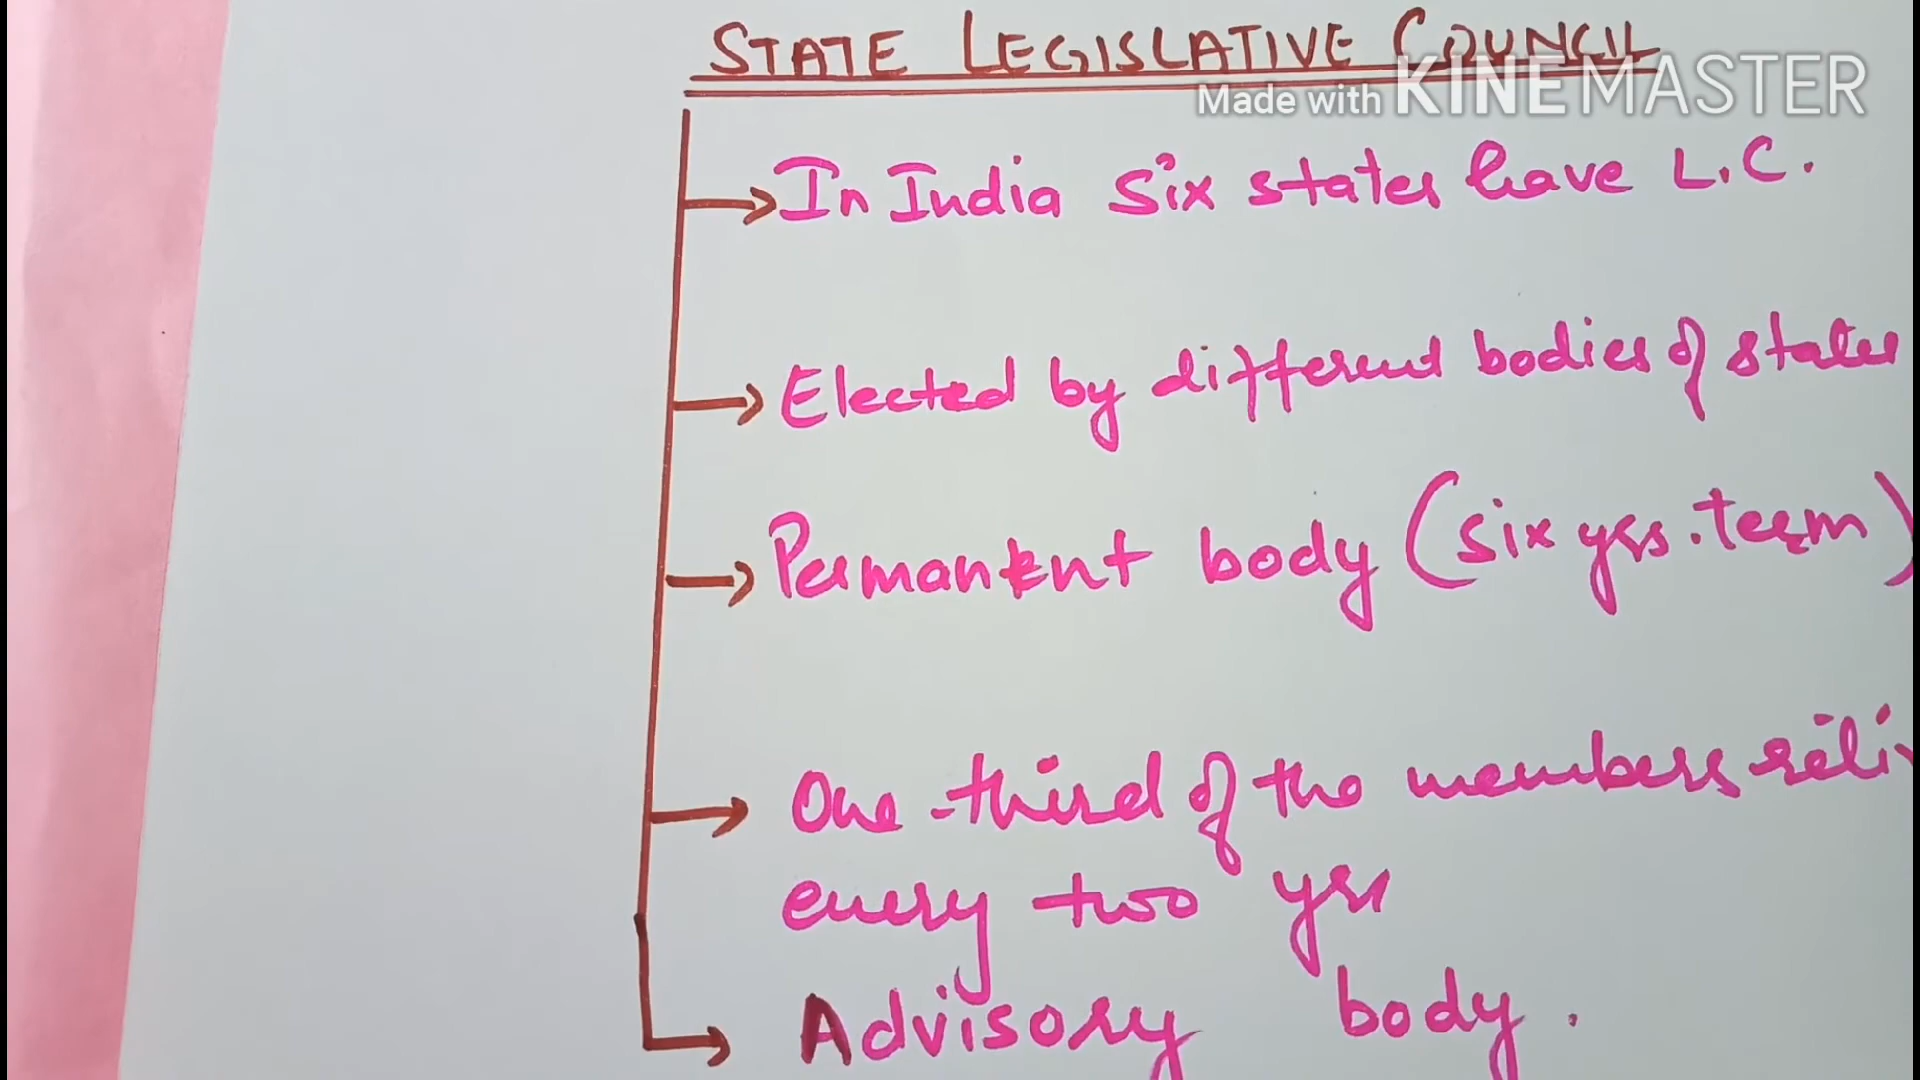 STATE LEGISLATIVE COUNCIL
Made with KINEMASTER
In India six states have L.C.
Elected by different bodies of states
Permanent body (six yrs. term)
One-third of the members
every two yrs
Advisory body.